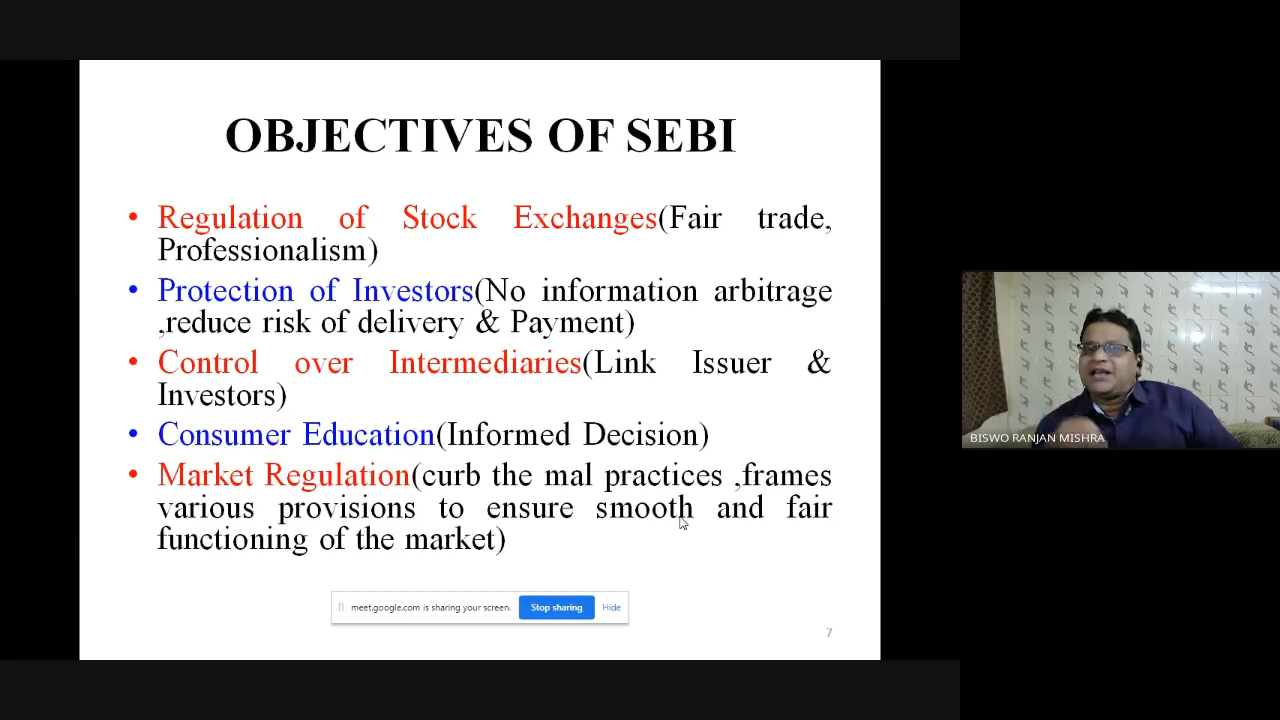 OBJECTIVES OF SEBI
• Regulation of Stock Exchanges(Fair trade,
Professionalism)
• Protection of Investors(No information arbitrage
,reduce risk of delivery & Payment)
• Control over Intermediaries(Link Issuer &
Investors)
• Consumer Education(Informed Decision)
• Market Regulation(curb the mal practices ,frames
various provisions to ensure smooth and fair
functioning of the market)
meet.google.com is sharing your screen. Stop sharing Hide
7
BISWO RANJAN MISHRA